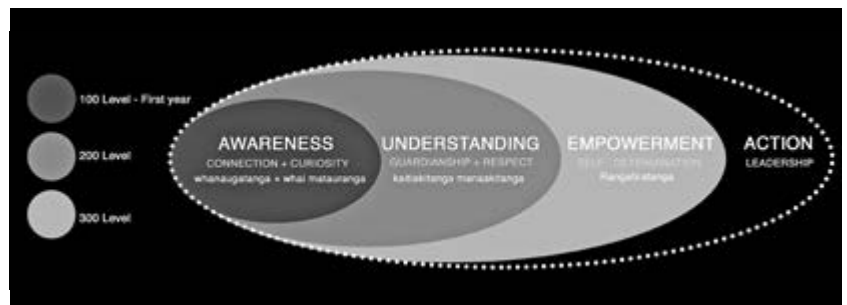 100 Level - First year
200 Level
300 Level
AWARENESS
CONNECTION + CURIOSITY
whanaugatanga + whai matauranga
UNDERSTANDING
GUARDIANSHIP + RESPECT
kaitiakitanga manaakitanga
EMPOWERMENT
SELF - DETERMINATION
Rangatiratanga
ACTION
LEADERSHIP